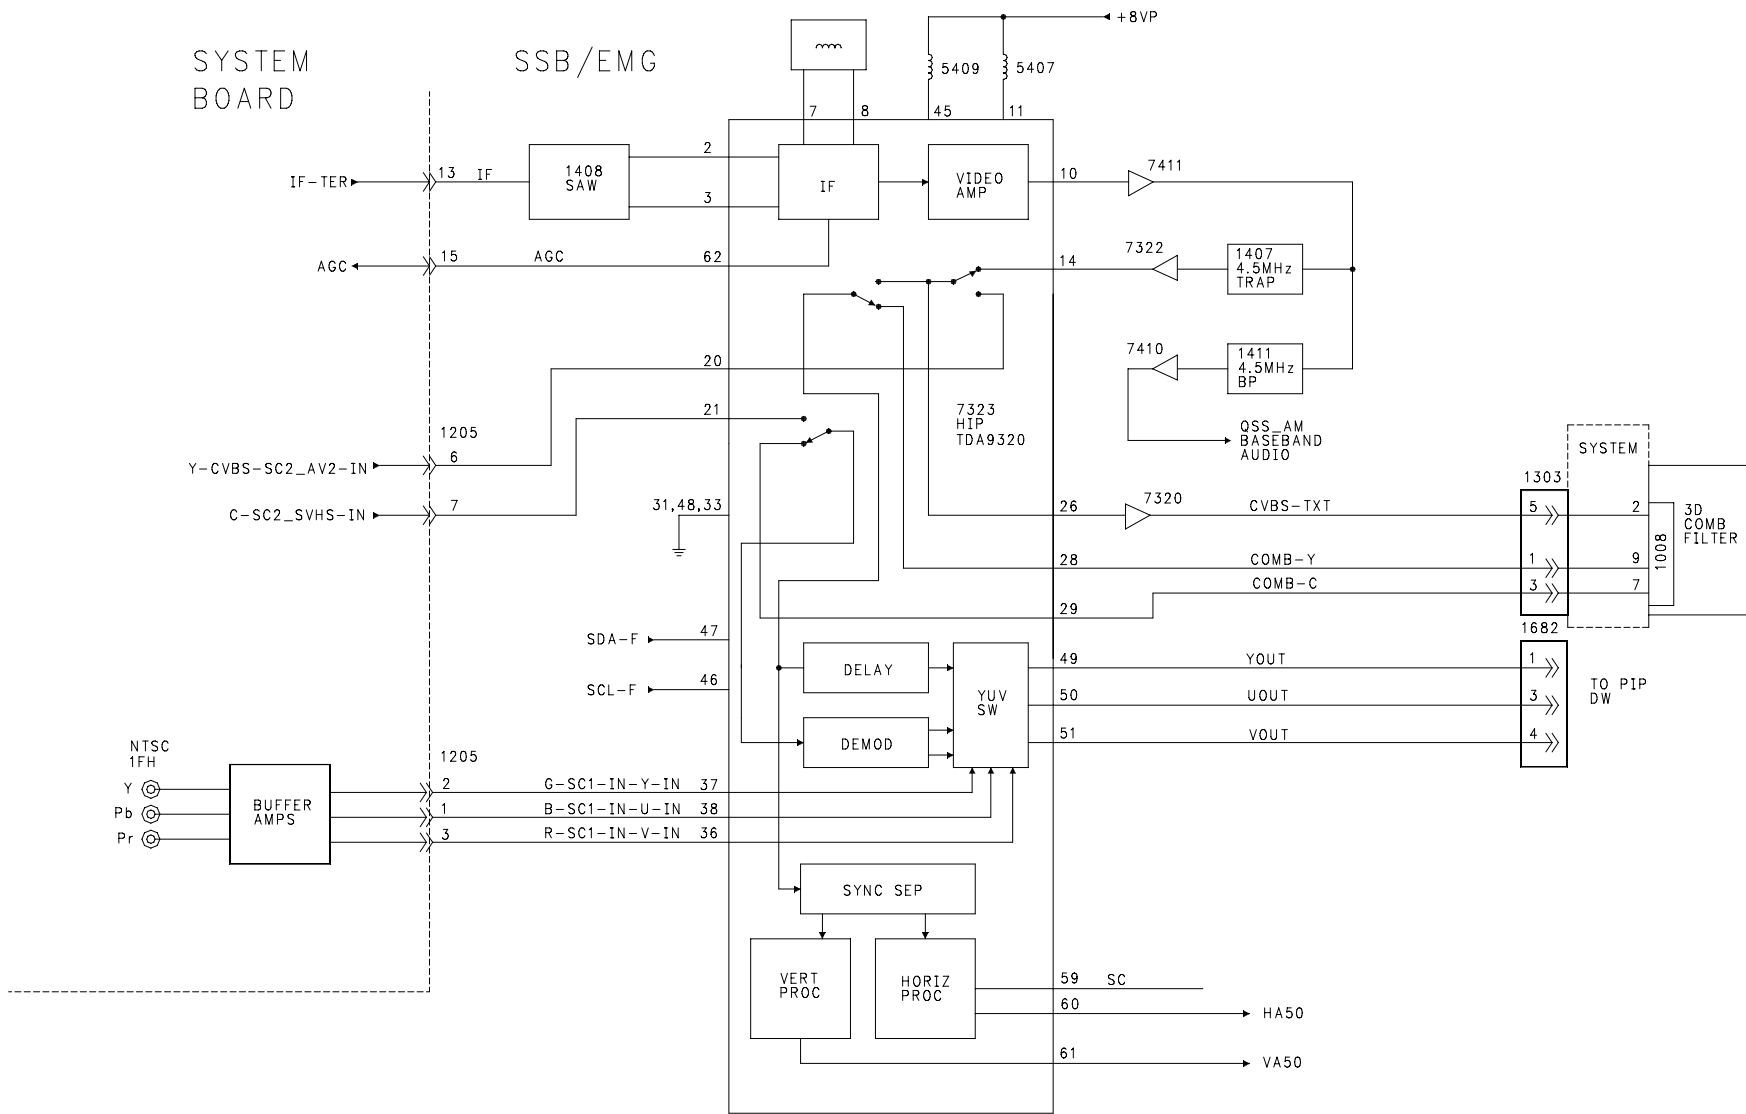 SYSTEM
BOARD
SSB/EMG
+8VP
5409
5407
7
8
45
11
IF-TER
13
IF
1408
SAW
2
3
IF
VIDEO
AMP
10
7411
AGC
15
AGC
62
14
7322
1407
4.5MHz
TRAP
20
7410
1411
4.5MHz
BP
21
7323
HIP
TDA9320
QSS_AM
BASEBAND
AUDIO
1205
Y-CVBS-SC2_AV2-IN
6
C-SC2_SVHS-IN
7
31,48,33
26
7320
CVBS-TXT
28
COMB-Y
COMB-C
29
SYSTEM
1303
5
2
1
9
3
7
1008
3D
COMB
FILTER
SDA-F
47
SCL-F
46
DELAY
DEMOD
YUV
SW
49
YOUT
50
UOUT
51
VOUT
1682
1
3
4
TO PIP
DW
NTSC
1FH
Y
Pb
Pr
BUFFER
AMPS
1205
2
G-SC1-IN-Y-IN
37
1
B-SC1-IN-U-IN
38
3
R-SC1-IN-V-IN
36
SYNC SEP
VERT
PROC
HORIZ
PROC
59
SC
60
HA50
61
VA50